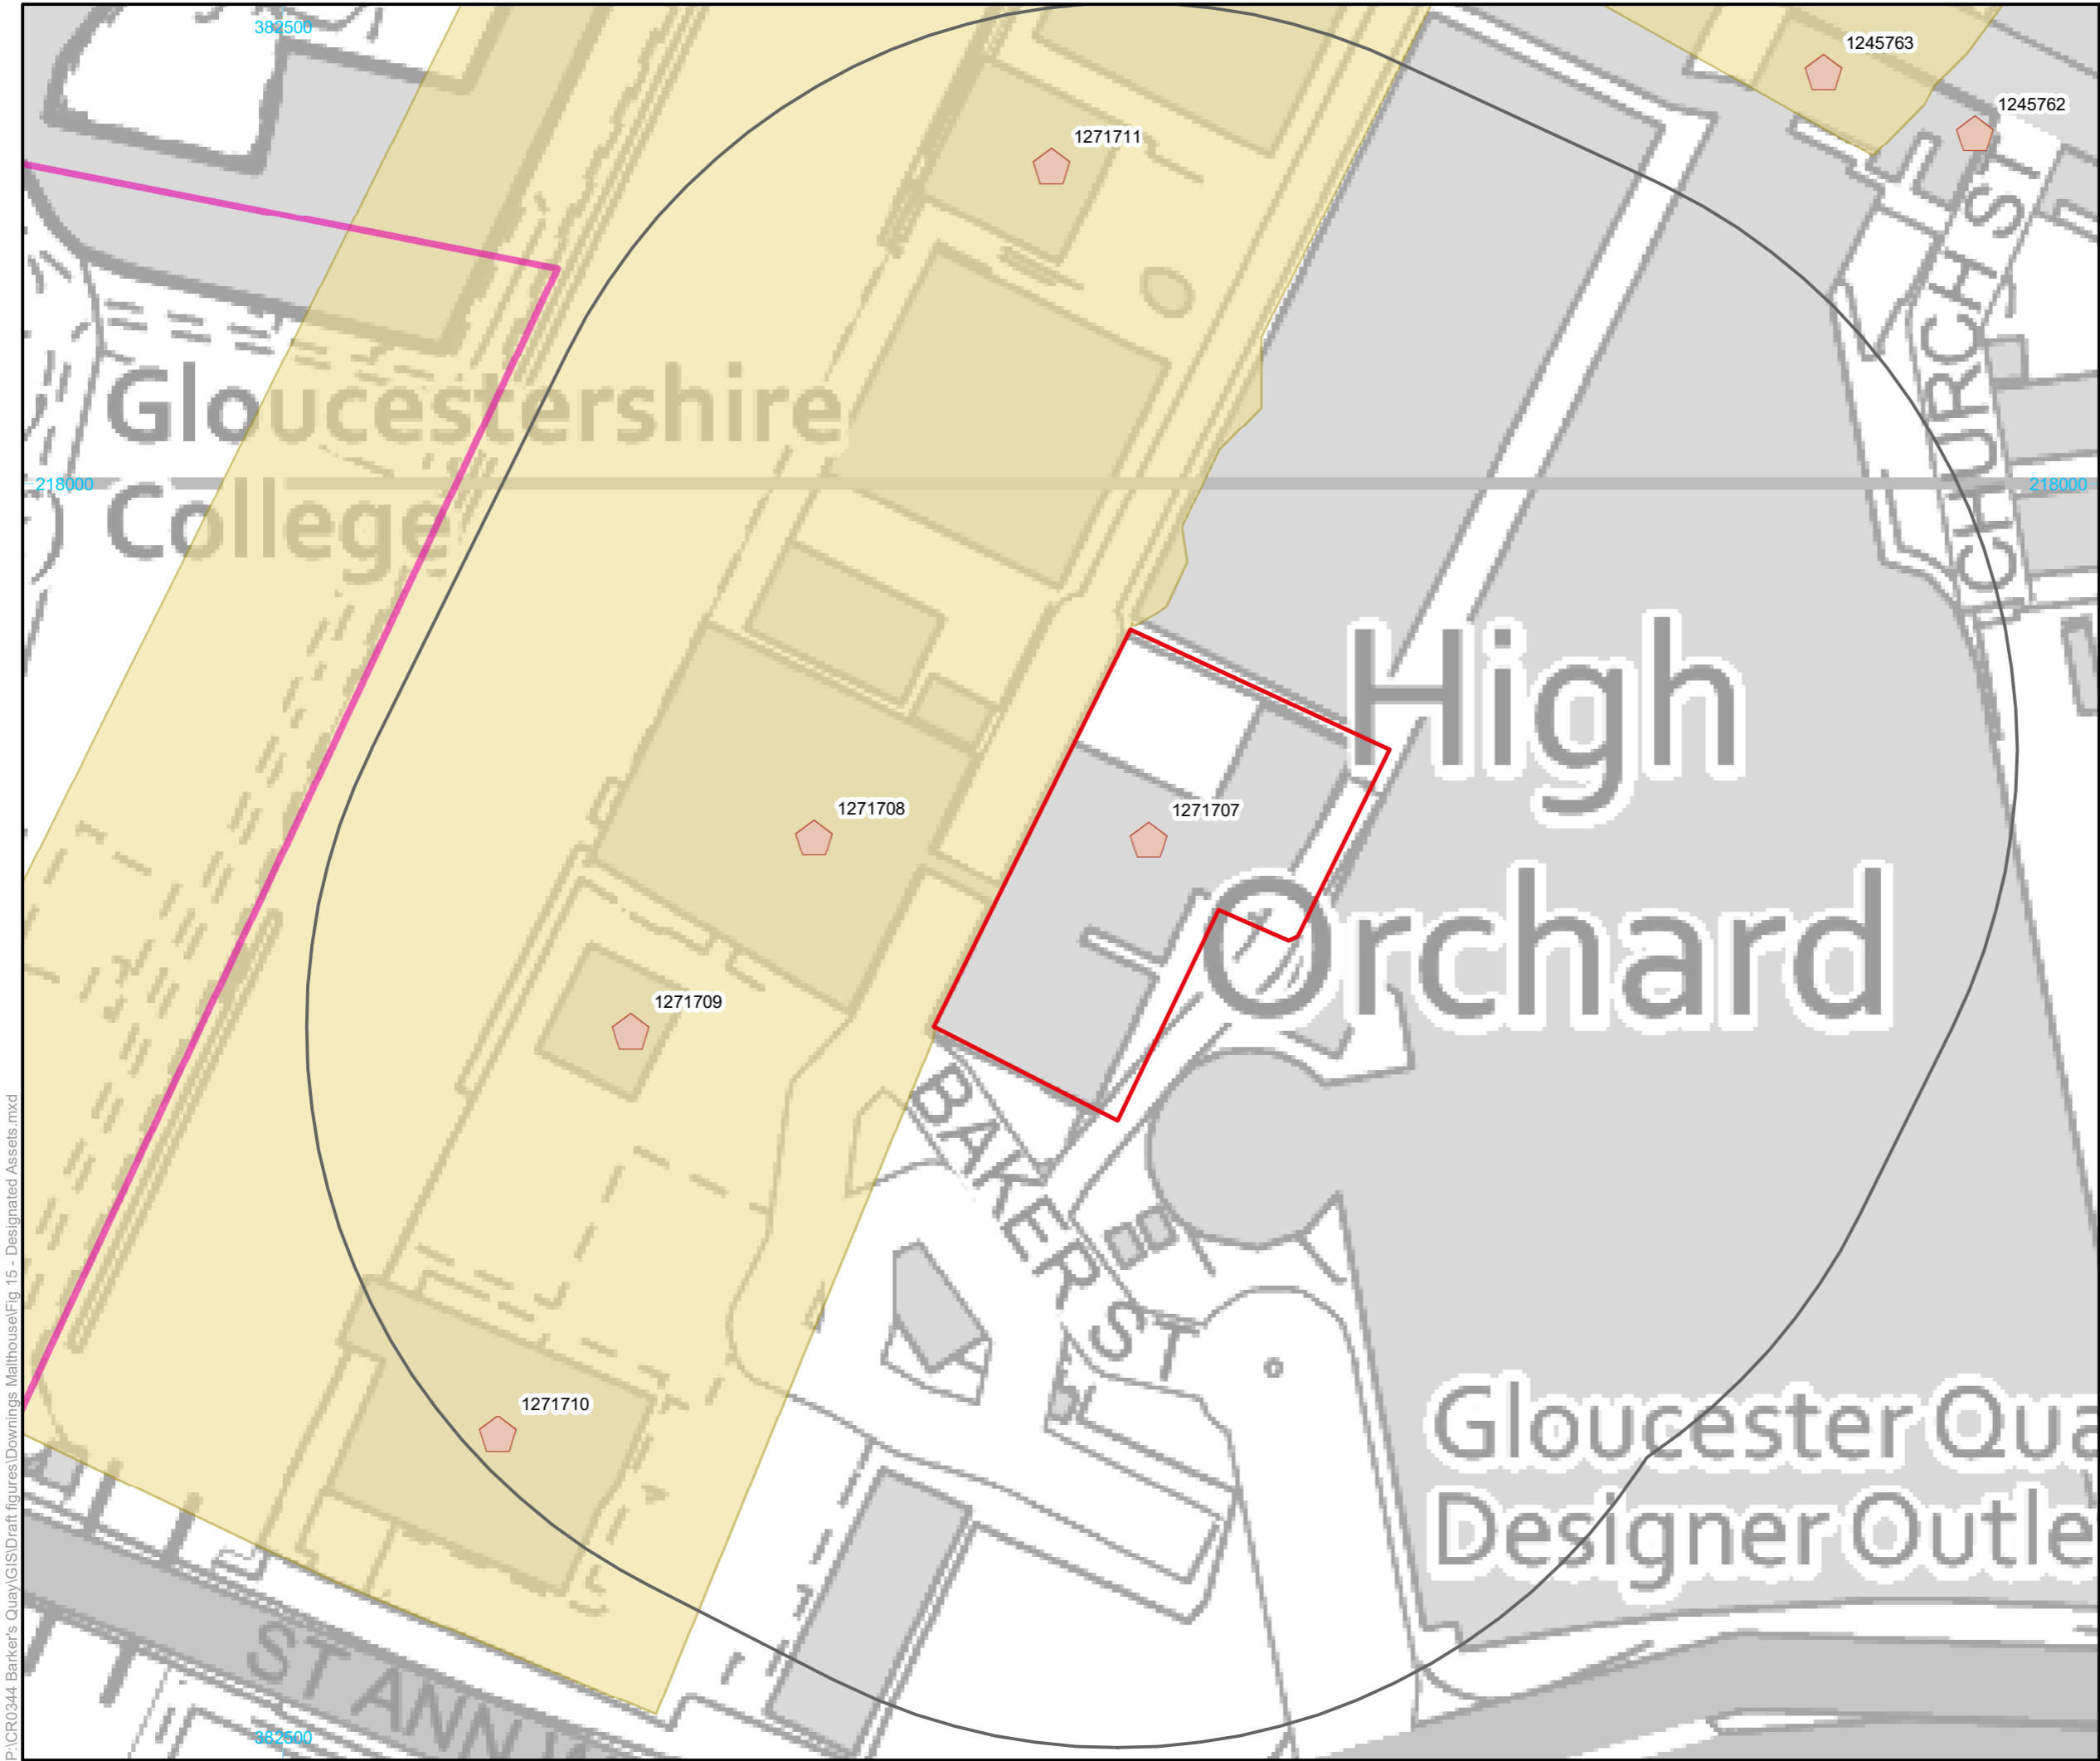 382500
1245763
1245762
1271711
CHURCH ST
Gloucestershire
College
218000
218000
High
Orchard
1271708
1271707
1271709
BAKER ST
1271710
Gloucester Qua
Designer Outle
ST ANN
382500
P:\CR0344 Barker's Quay\GIS\Draft figures\Downings Malthouse\Fig 15 - Designated Assets.mxd